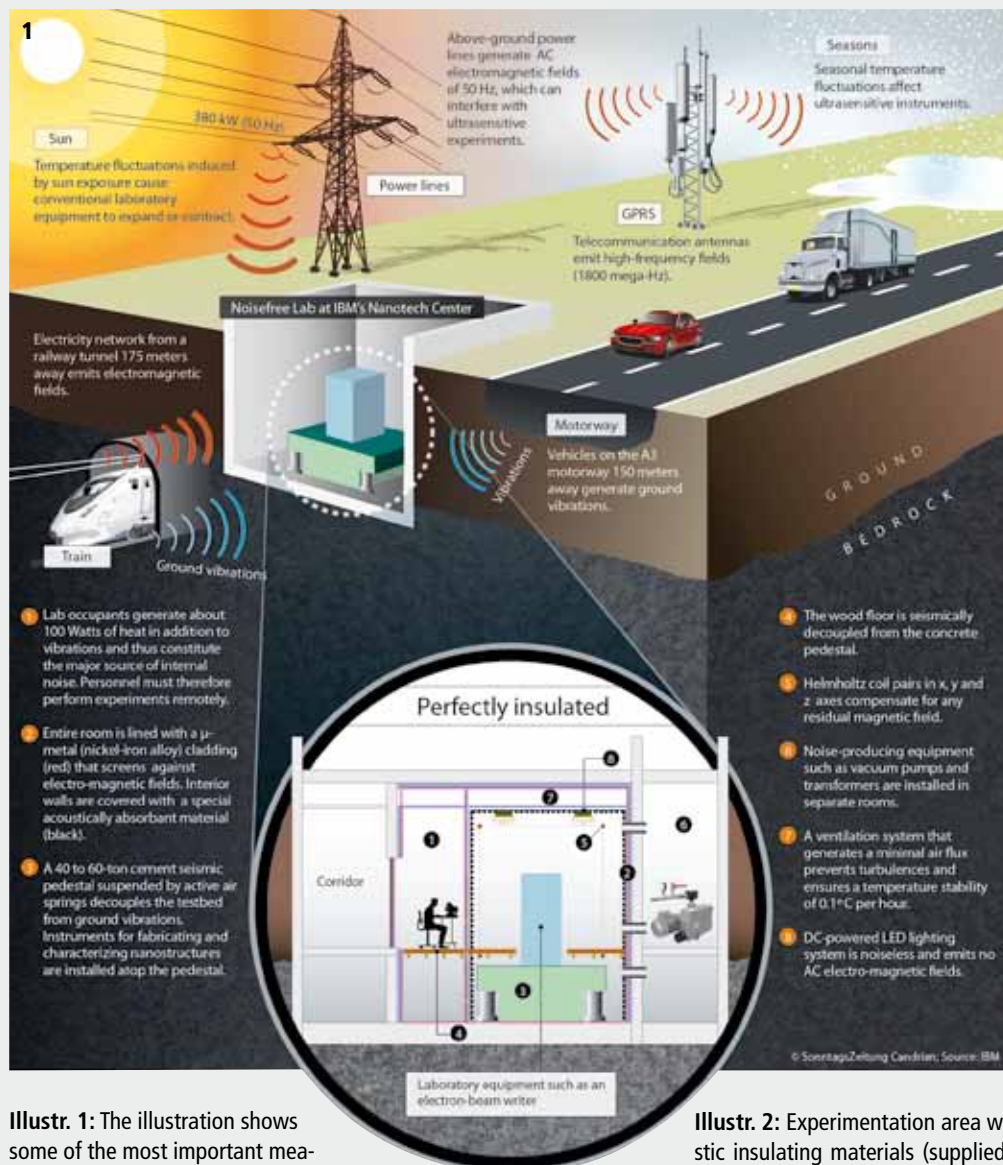 1
Sun
Temperature fluctuations induced
by sun exposure cause
conventional laboratory
equipment to expand or contract.
380 kW (50 Hz)
Above-ground power
lines generate AC
electromagnetic fields
of 50 Hz, which can
interfere with
ultrasensitive
experiments.
Power lines
GPRS
Telecommunication antennas
emit high-frequency fields
(1800 mega-Hz).
Seasons
Seasonal temperature
fluctuations affect
ultrasensitive instruments.
Noisefree Lab at IBM's Nanotech Center
Electricity network from a
railway tunnel 175 meters
away emits electromagnetic
fields.
Train
Ground vibrations
Vibrations
Motorway
Vehicles on the A3
motorway 150 meters
away generate ground
vibrations.
GROUND
BEDROCK
1 Lab occupants generate about
100 Watts of heat in addition to
vibrations and thus constitute
the major source of internal
noise. Personnel must therefore
perform experiments remotely.
2 Entire room is lined with a μ-
metal (nickel-iron alloy) cladding
(red) that screens against
electro-magnetic fields. Interior
walls are covered with a special
acoustically absorbant material
(black).
3 A 40 to 60-ton cement seismic
pedestal suspended by active air
springs decouples the testbed
from ground vibrations.
Instruments for fabricating and
characterizing nanostructures
are installed atop the pedestal.
4 The wood floor is seismically
decoupled from the concrete
pedestal.
5 Helmholtz coil pairs in x, y and
z axes compensate for any
residual magnetic field.
6 Noise-producing equipment
such as vacuum pumps and
transformers are installed in
separate rooms.
7 A ventilation system that
generates a minimal air flux
prevents turbulences and
ensures a temperature stability
of 0.1°C per hour.
8 DC-powered LED lighting
system is noiseless and emits no
AC electro-magnetic fields.
Perfectly insulated
8
7
1
5
6
2
Corridor
3
4
Laboratory equipment such as an
electron-beam writer
© SonntagsZeitung Candrian; Source: IBM
Illustr. 1: The illustration shows
some of the most important mea-
Illustr. 2: Experimentation area w
stic insulating materials (supplied